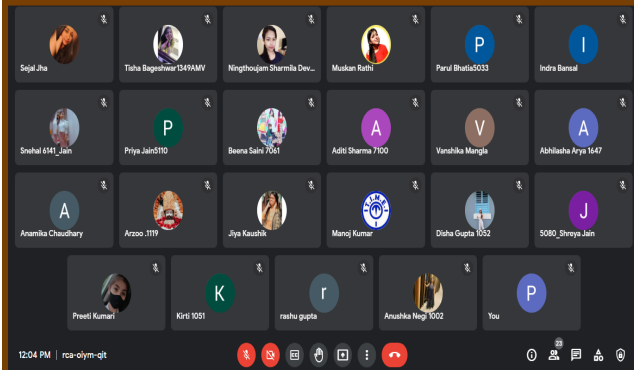 Sejal Jha
Tisha Bageshwar1349AMV
Ningthoujam Sharmila Dev...
Muskan Rathi
P
Parul Bhatia5033
I
Indra Bansal
Snehal 6141_Jain
P
Priya Jain5110
Beena Saini 7061
A
Aditi Sharma 7100
V
Vanshika Mangla
A
Abhilasha Arya 1647
A
Anamika Chaudhary
Arzoo .1119
Jiya Kaushik
Manoj Kumar
Disha Gupta 1052
J
5080_Shreya Jain
Preeti Kumari
K
Kirti 1051
r
rashu gupta
Anushka Negi 1002
P
You
12:04 PM | rca-oiym-qit
23